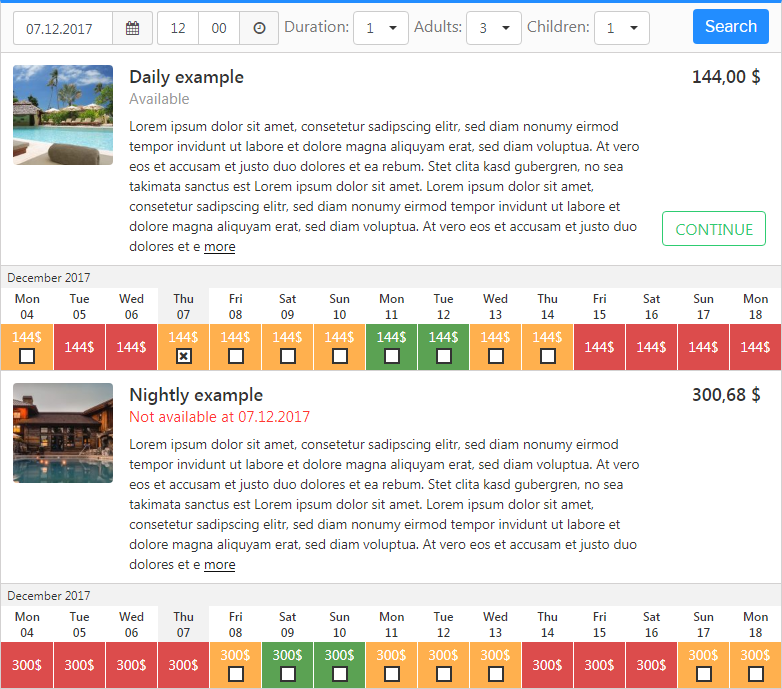 07.12.2017 12 00 Duration: 1 Adults: 3 Children: 1 Search
Daily example 144,00 $
Available
Lorem ipsum dolor sit amet, consetetur sadipscing elitr, sed diam nonumy eirmod
tempor invidunt ut labore et dolore magna aliquyam erat, sed diam voluptua. At vero
eos et accusam et justo duo dolores et ea rebum. Stet clita kasd gubergren, no sea
takimata sanctus est Lorem ipsum dolor sit amet. Lorem ipsum dolor sit amet,
consetetur sadipscing elitr, sed diam nonumy eirmod tempor invidunt ut labore et
dolore magna aliquyam erat, sed diam voluptua. At vero eos et accusam et justo duo
dolores et e more
CONTINUE
December 2017
Mon Tue Wed Thu Fri Sat Sun Mon Tue Wed Thu Fri Sat Sun Mon
04 05 06 07 08 09 10 11 12 13 14 15 16 17 18
144$ 144$ 144$ 144$ 144$ 144$ 144$ 144$ 144$ 144$ 144$ 144$ 144$ 144$ 144$
Nightly example 300,68 $
Not available at 07.12.2017
Lorem ipsum dolor sit amet, consetetur sadipscing elitr, sed diam nonumy eirmod
tempor invidunt ut labore et dolore magna aliquyam erat, sed diam voluptua. At vero
eos et accusam et justo duo dolores et ea rebum. Stet clita kasd gubergren, no sea
takimata sanctus est Lorem ipsum dolor sit amet. Lorem ipsum dolor sit amet,
consetetur sadipscing elitr, sed diam nonumy eirmod tempor invidunt ut labore et
dolore magna aliquyam erat, sed diam voluptua. At vero eos et accusam et justo duo
dolores et e more
December 2017
Mon Tue Wed Thu Fri Sat Sun Mon Tue Wed Thu Fri Sat Sun Mon
04 05 06 07 08 09 10 11 12 13 14 15 16 17 18
300$ 300$ 300$ 300$ 300$ 300$ 300$ 300$ 300$ 300$ 300$ 300$ 300$ 300$ 300$